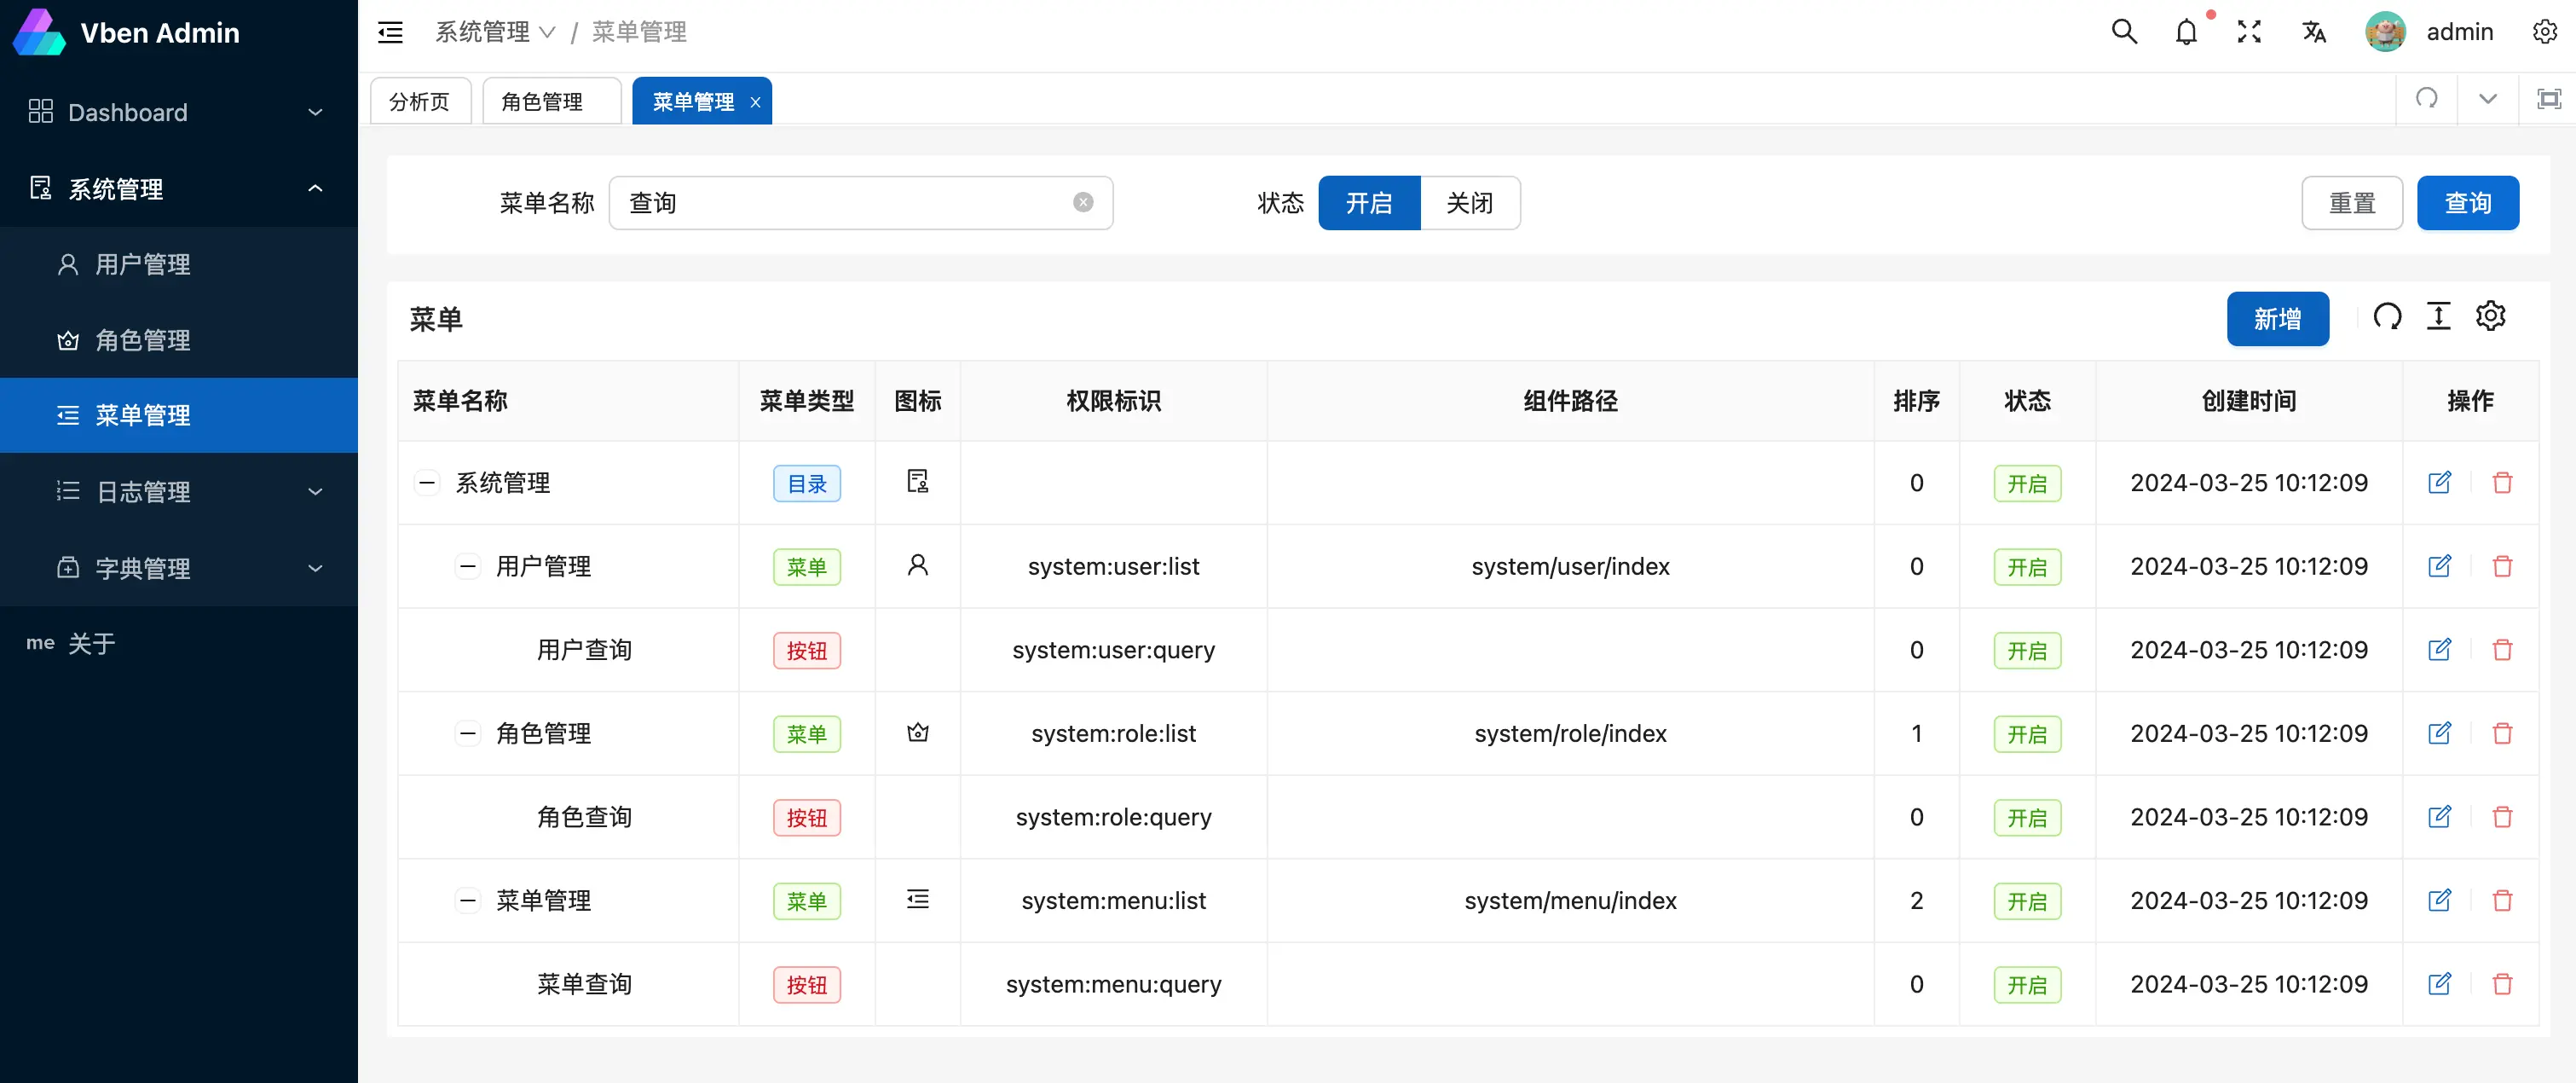 Vben Admin
系统管理 / 菜单管理
admin
Dashboard
系统管理
用户管理
角色管理
菜单管理
日志管理
字典管理
me 关于
分析页 角色管理 菜单管理
菜单名称 查询 状态 开启 关闭 重置 查询
菜单 新增
菜单名称 菜单类型 图标 权限标识 组件路径 排序 状态 创建时间 操作
系统管理 目录 0 开启 2024-03-25 10:12:09
用户管理 菜单 system:user:list system/user/index 0 开启 2024-03-25 10:12:09
用户查询 按钮 system:user:query 0 开启 2024-03-25 10:12:09
角色管理 菜单 system:role:list system/role/index 1 开启 2024-03-25 10:12:09
角色查询 按钮 system:role:query 0 开启 2024-03-25 10:12:09
菜单管理 菜单 system:menu:list system/menu/index 2 开启 2024-03-25 10:12:09
菜单查询 按钮 system:menu:query 0 开启 2024-03-25 10:12:09